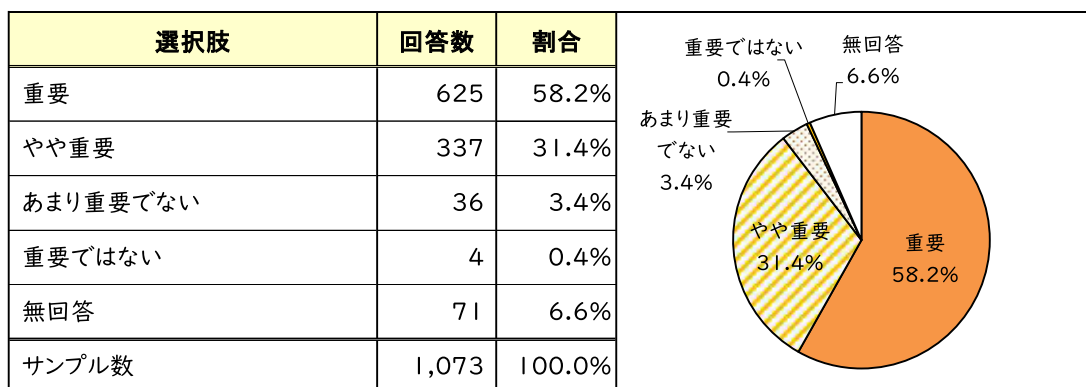 選択肢 回答数 割合
重要 625 58.2%
やや重要 337 31.4%
あまり重要でない 36 3.4%
重要ではない 4 0.4%
無回答 71 6.6%
サンプル数 1,073 100.0%
重要ではない
0.4%
無回答
6.6%
あまり重要
でない
3.4%
やや重要
31.4%
重要
58.2%